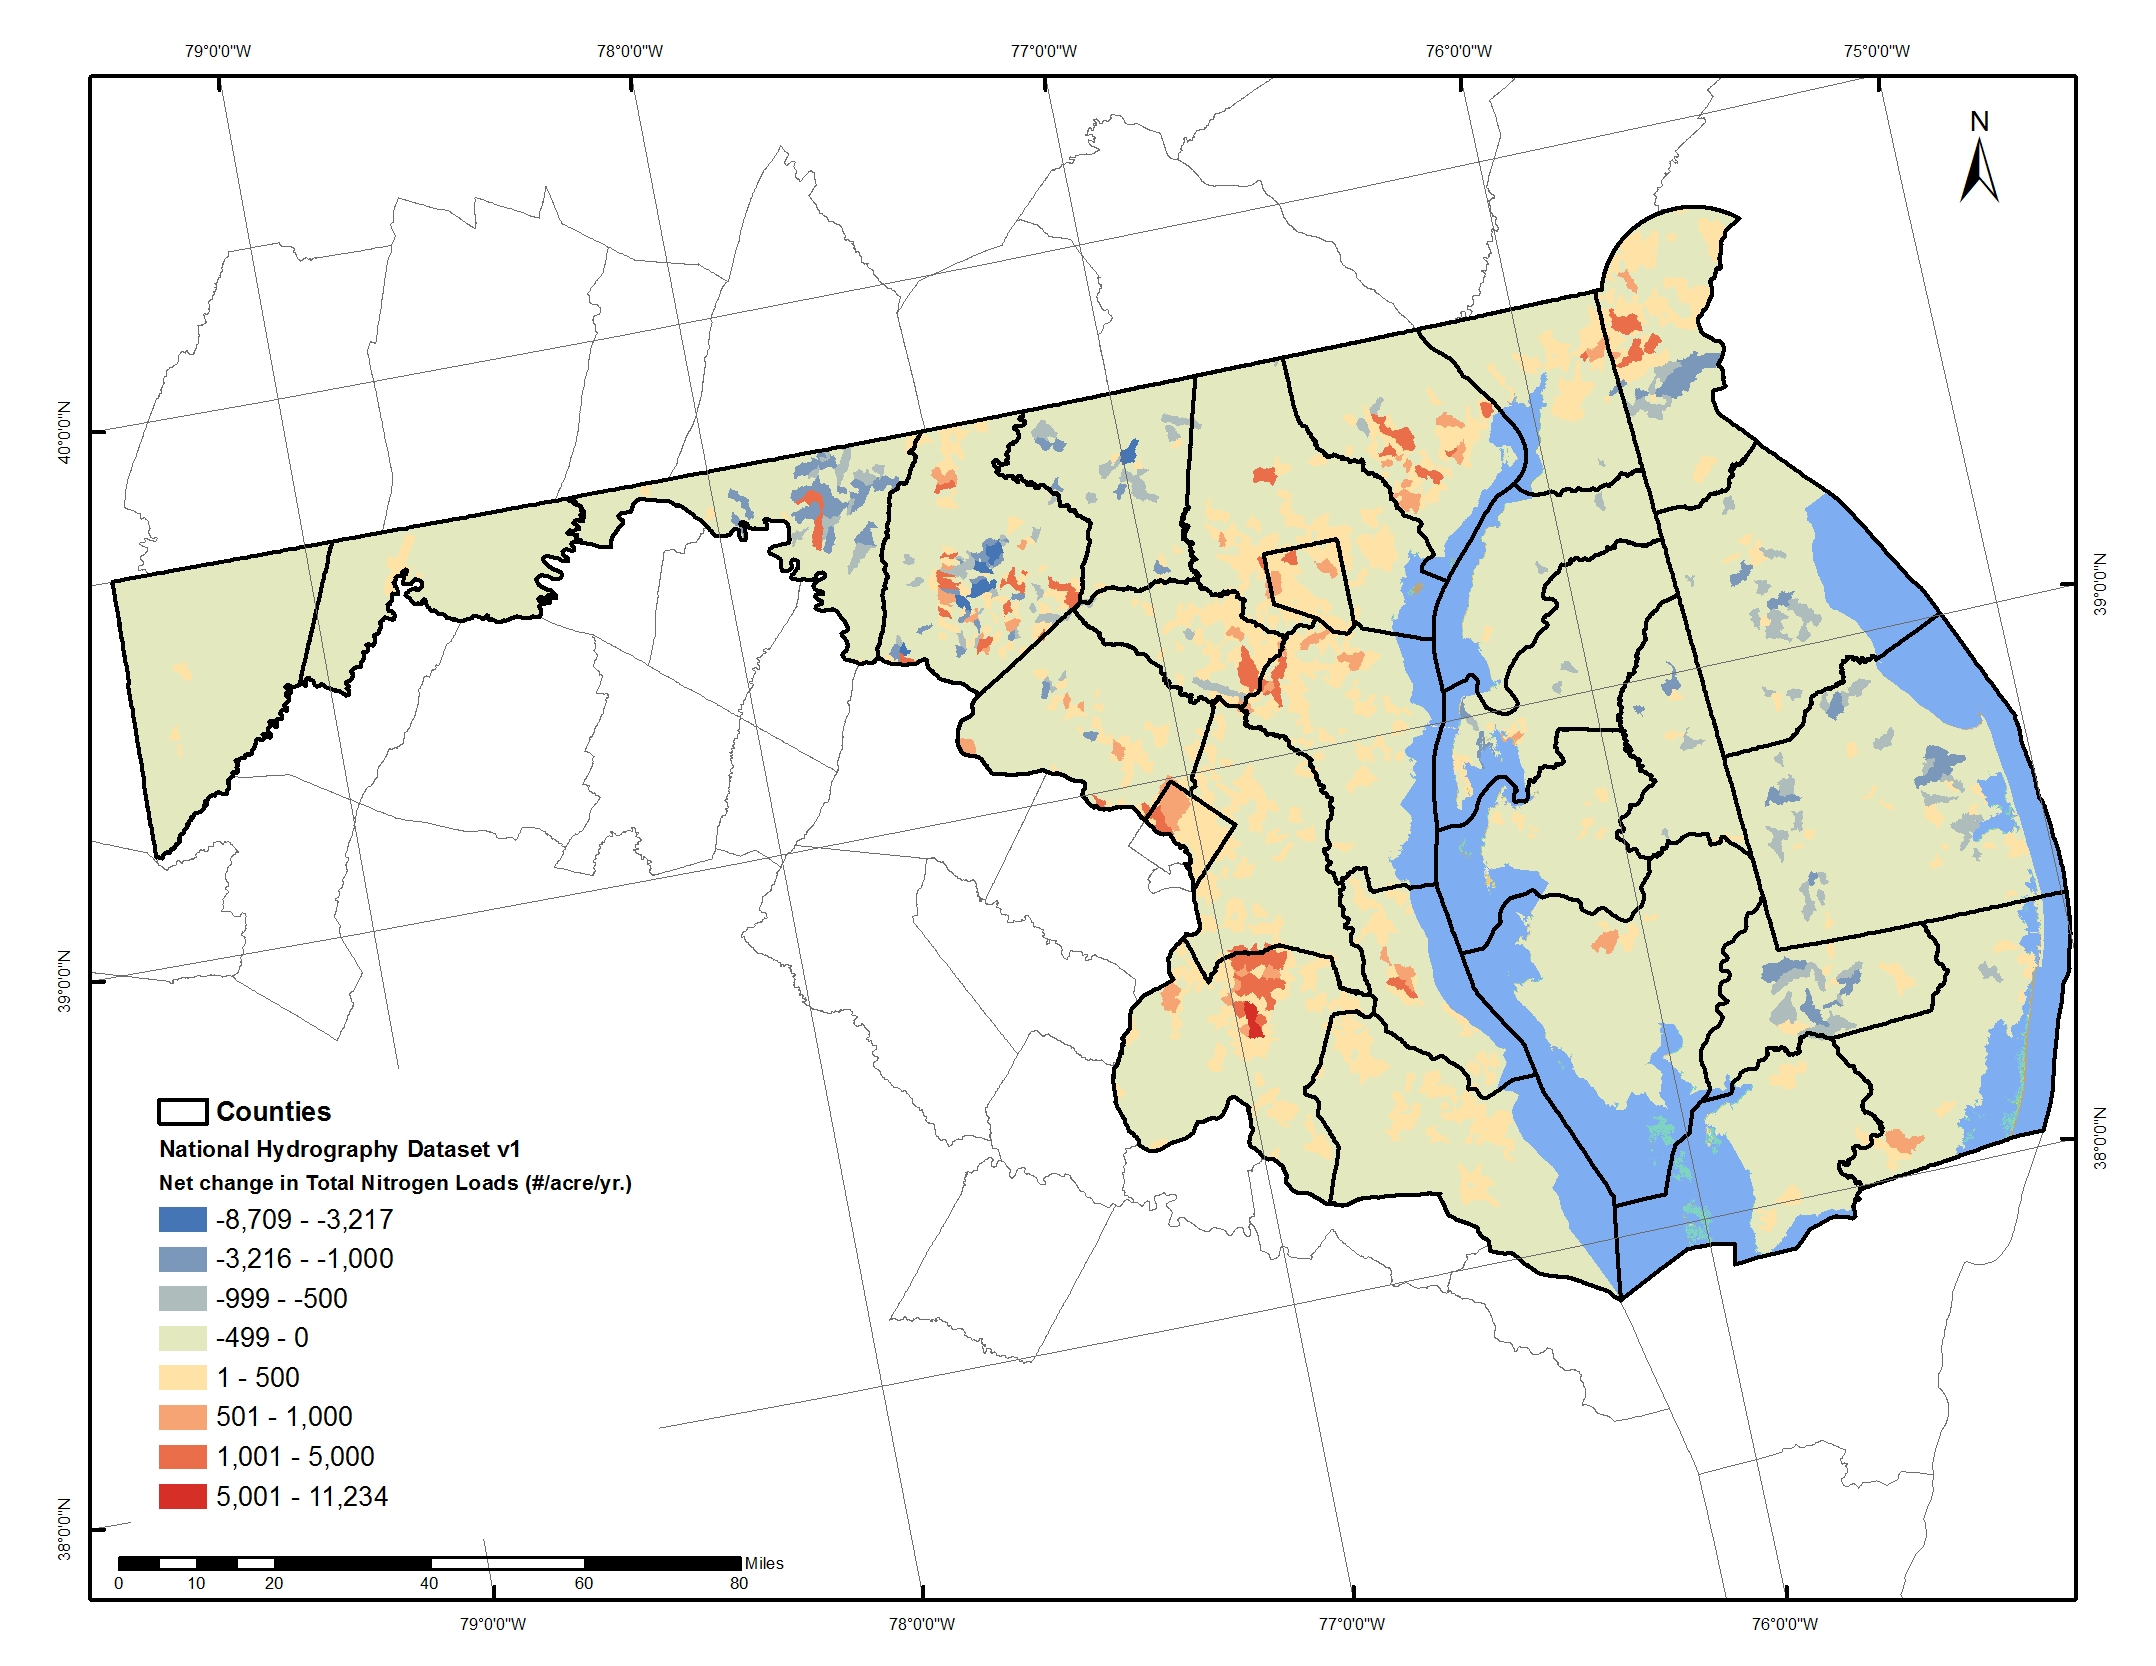 79°0'0"W 78°0'0"W 77°0'0"W 76°0'0"W 75°0'0"W
N
40°0'0"N
39°0'0"N
39°0'0"N
38°0'0"N
38°0'0"N
Counties
National Hydrography Dataset v1
Net change in Total Nitrogen Loads (#/acre/yr.)
-8,709 - -3,217
-3,216 - -1,000
-999 - -500
-499 - 0
1 - 500
501 - 1,000
1,001 - 5,000
5,001 - 11,234
Miles
0 10 20 40 60 80
79°0'0"W 78°0'0"W 77°0'0"W 76°0'0"W